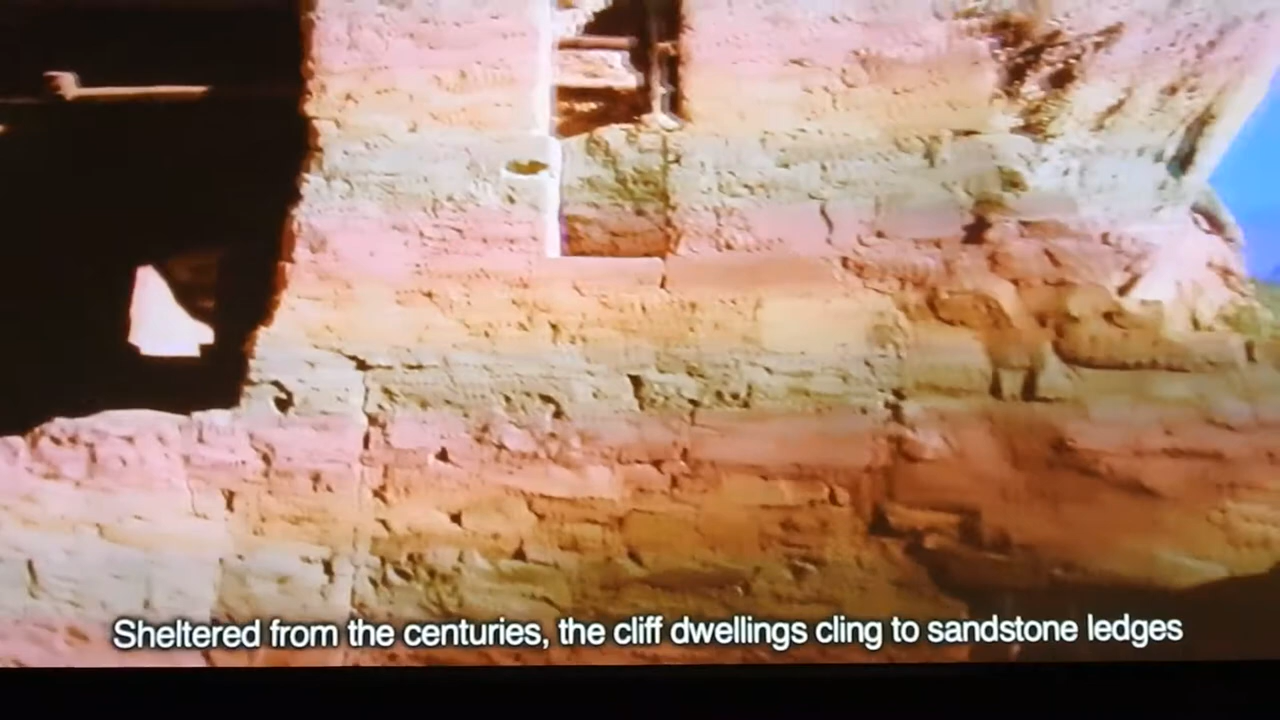 Sheltered from the centuries, the cliff dwellings cling to sandstone ledges